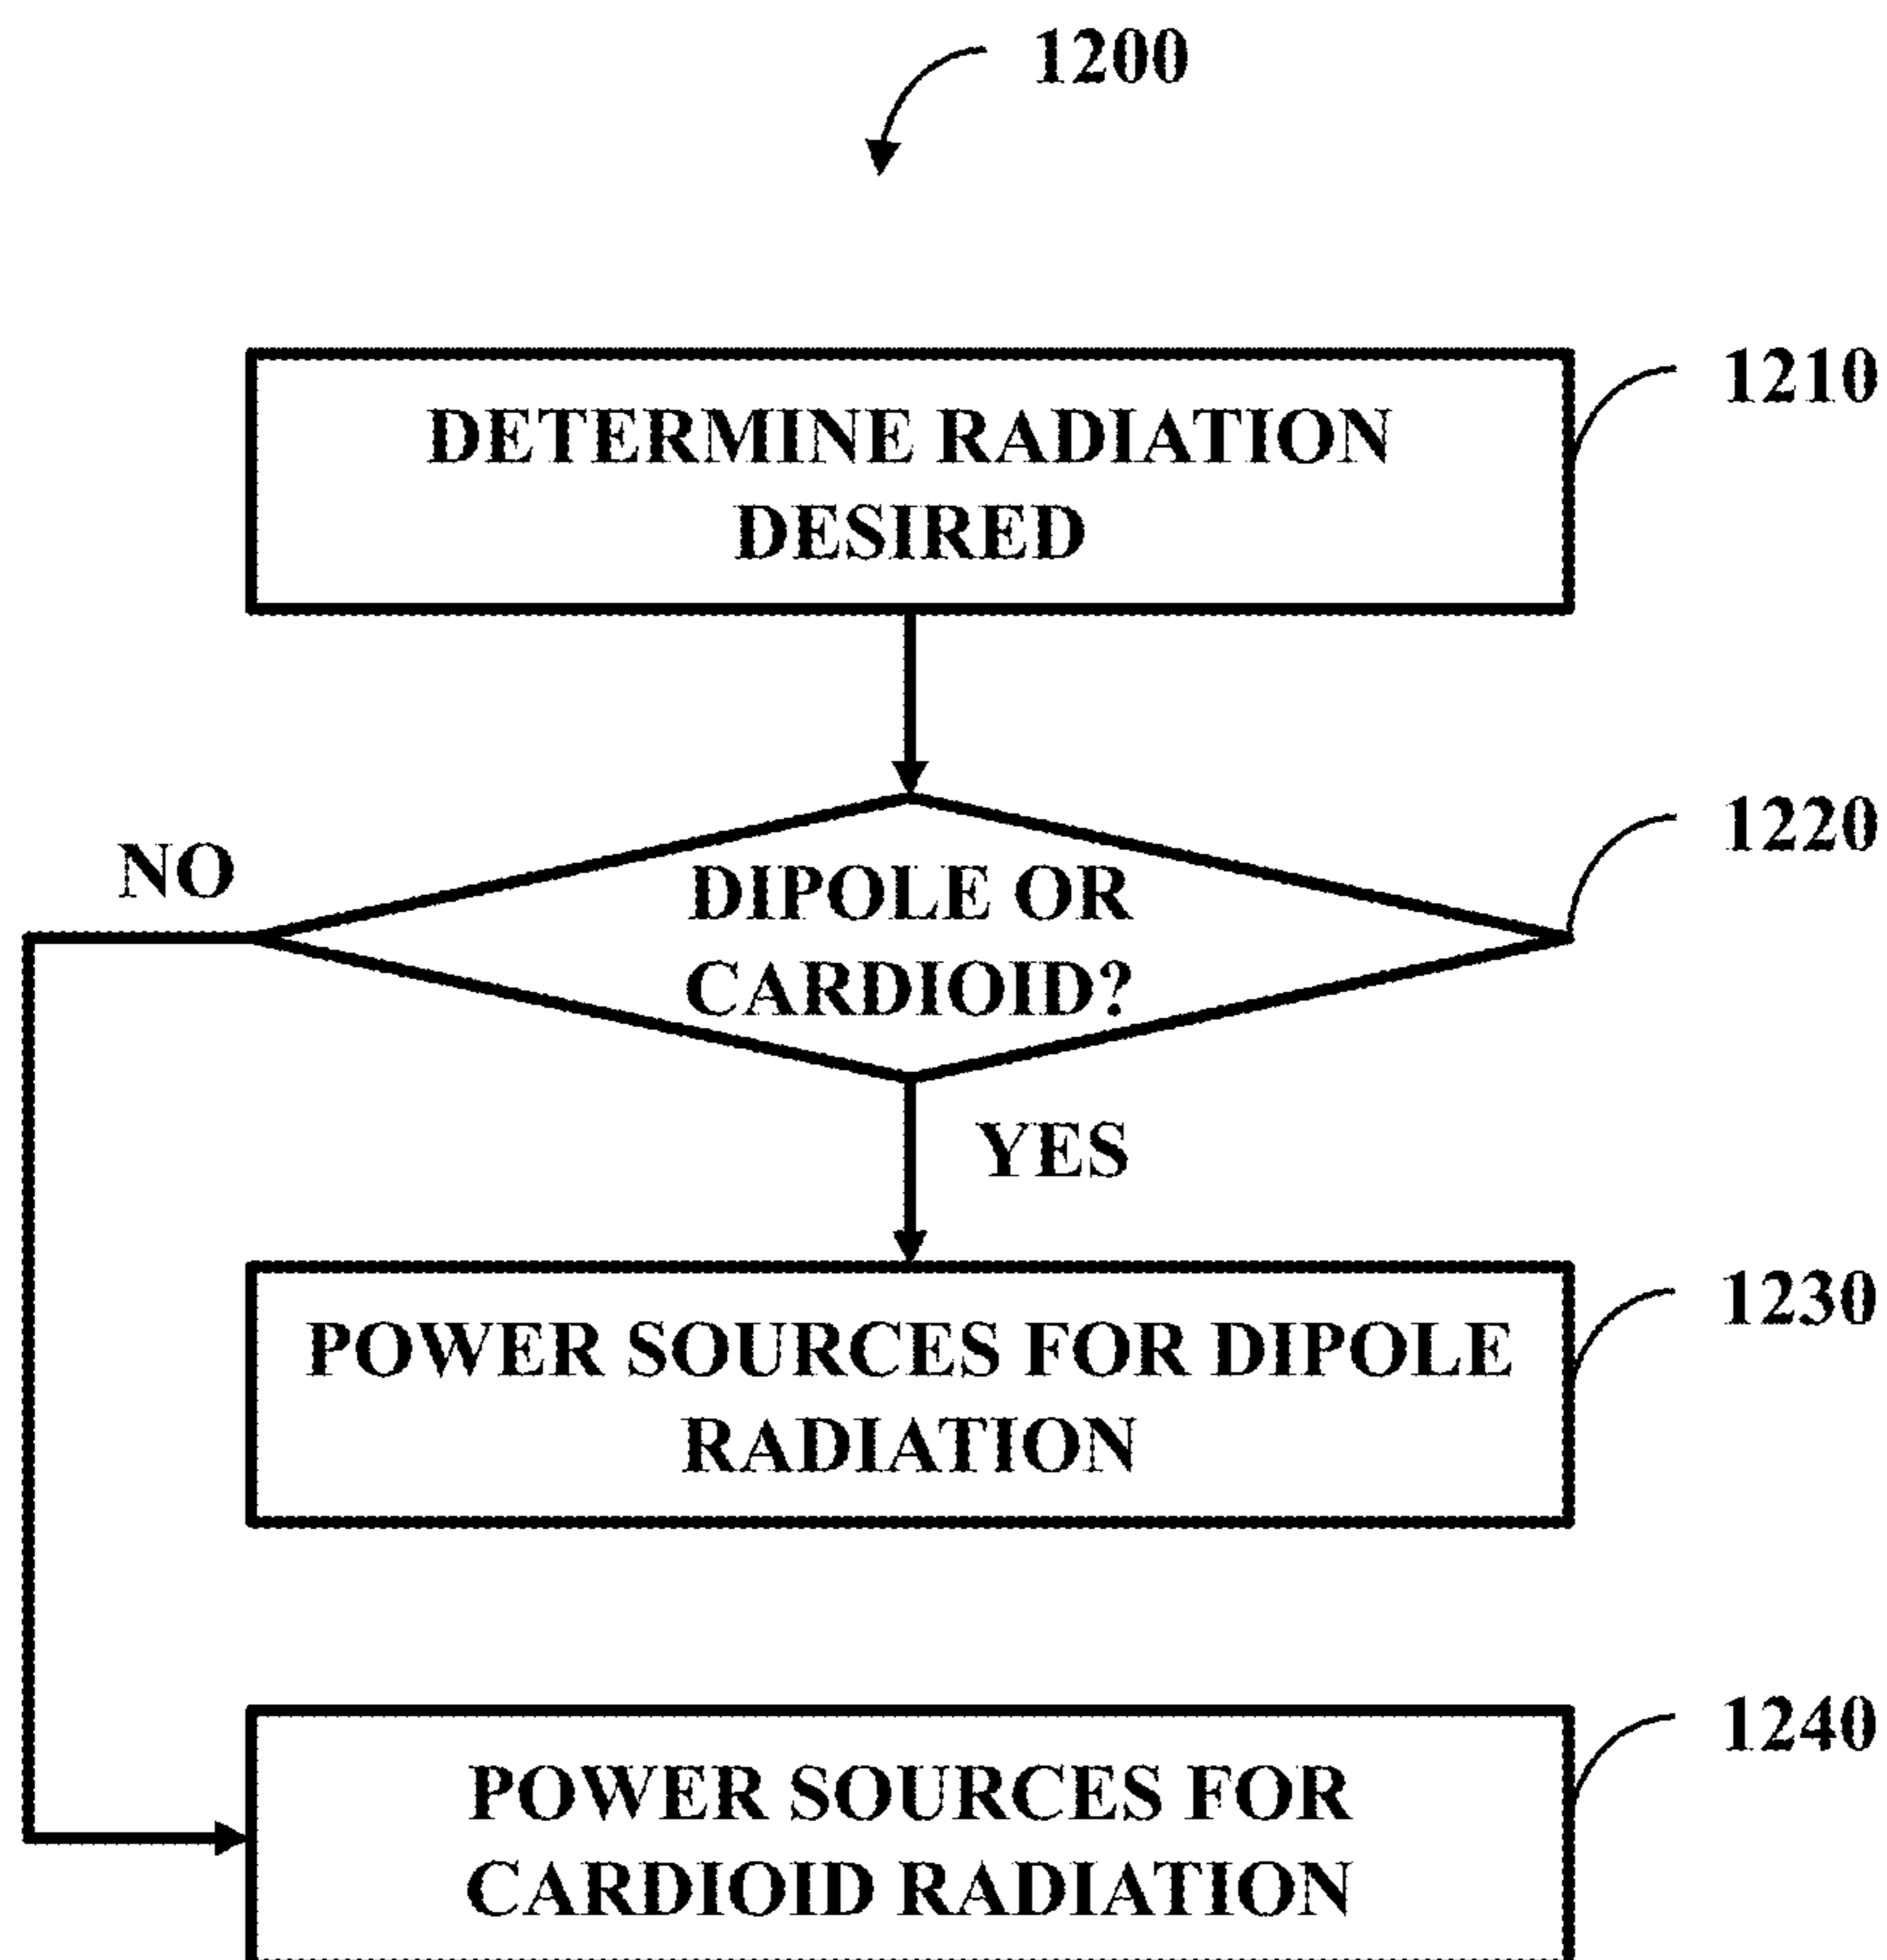 1200
DETERMINE RADIATION
DESIRED
1210
DIPOLE OR
CARDIOID?
1220
NO
YES
POWER SOURCES FOR DIPOLE
RADIATION
1230
POWER SOURCES FOR
CARDIOID RADIATION
1240